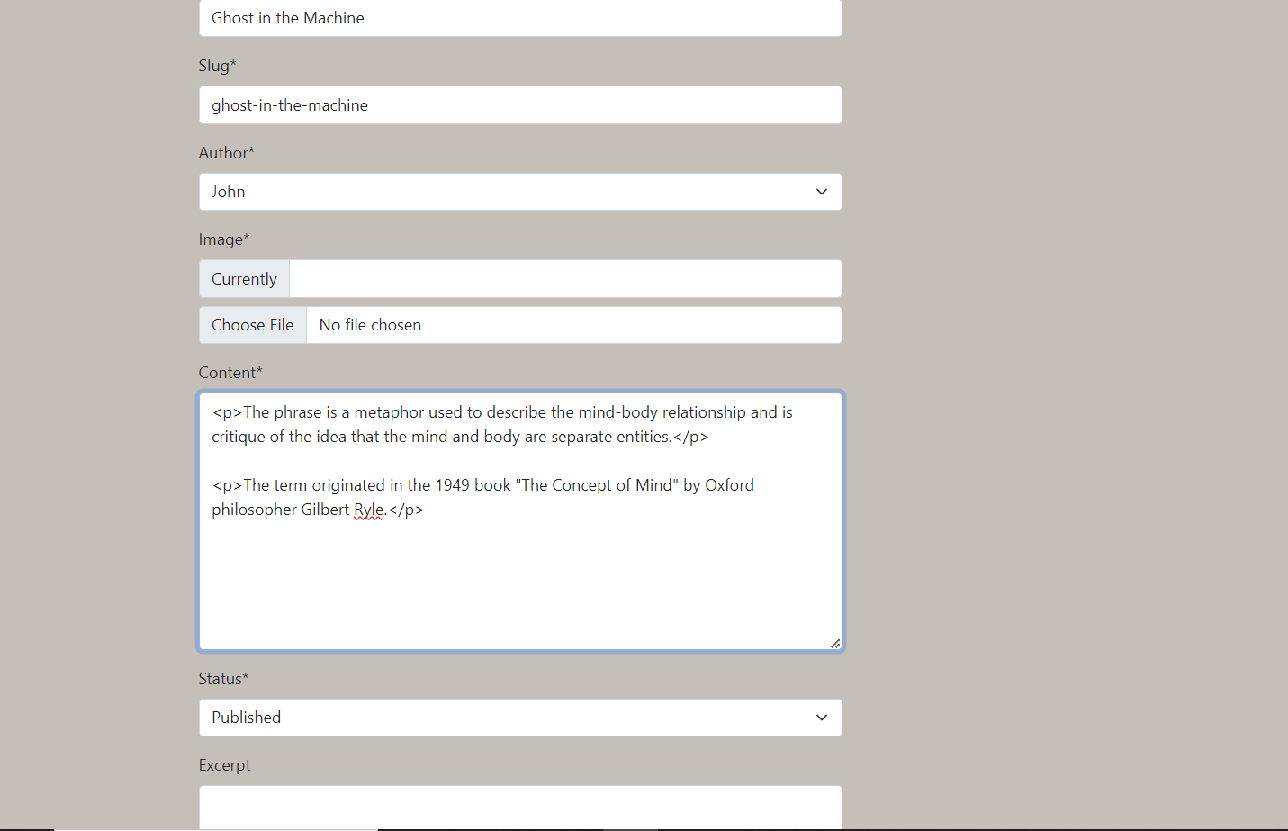 Ghost in the Machine
Slug*
ghost-in-the-machine
Author*
John
Image*
Currently
Choose File No file chosen
Content*
<p>The phrase is a metaphor used to describe the mind-body relationship and is
critique of the idea that the mind and body are separate entities.</p>
<p>The term originated in the 1949 book "The Concept of Mind" by Oxford
philosopher Gilbert Ryle.</p>
Status*
Published
Excerpt